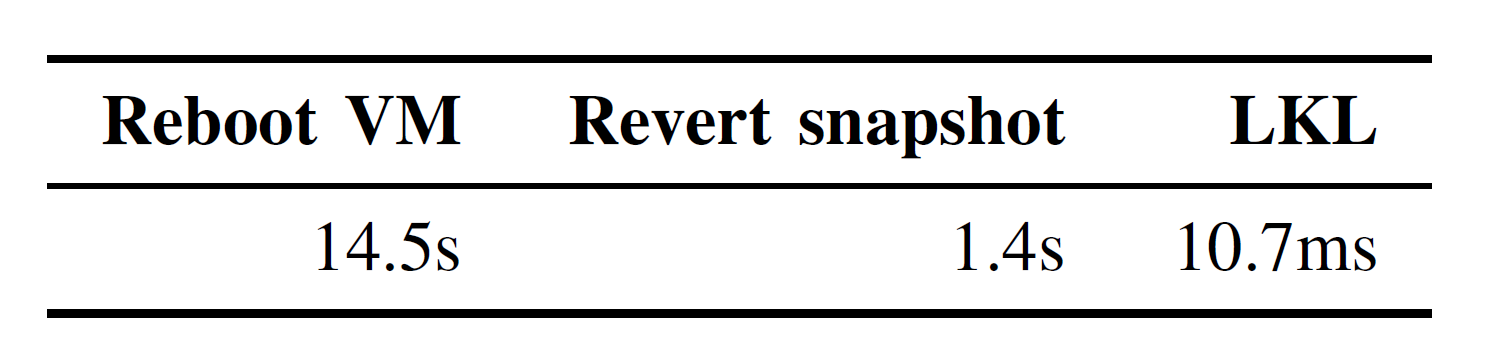 Reboot VM Revert snapshot LKL
14.5s 1.4s 10.7ms